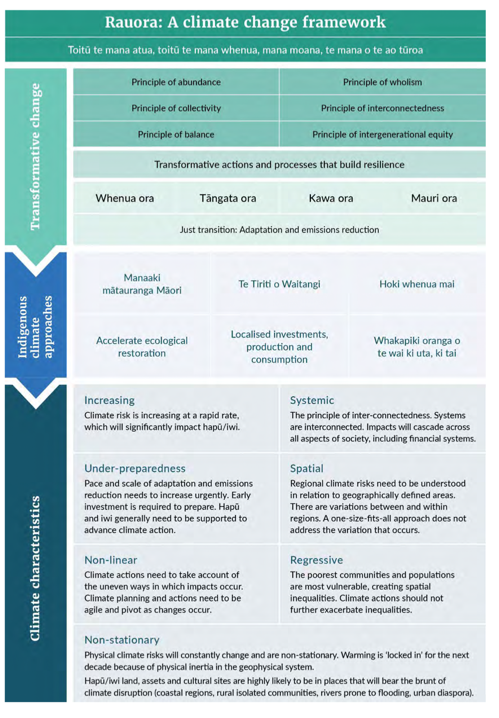 Rauora: A climate change framework
Toitū te mana atua, toitū te mana whenua, mana moana, te mana o te ao tūroa
Transformative change
Principle of abundance
Principle of wholism
Principle of collectivity
Principle of interconnectedness
Principle of balance
Principle of intergenerational equity
Transformative actions and processes that build resilience
Whenua ora
Tāngata ora
Kawa ora
Mauri ora
Just transition: Adaptation and emissions reduction
Indigenous
climate
approaches
Manaaki
mātauranga Māori
Te Tiriti o Waitangi
Hoki whenua mai
Accelerate ecological
restoration
Localised investments,
production and
consumption
Whakapiki oranga o
te wai ki uta, ki tai
Climate characteristics
Increasing
Climate risk is increasing at a rapid rate,
which will significantly impact hapū/iwi.
Systemic
The principle of inter-connectedness. Systems
are interconnected. Impacts will cascade across
all aspects of society, including financial systems.
Under-preparedness
Pace and scale of adaptation and emissions
reduction needs to increase urgently. Early
investment is required to prepare. Hapū
and iwi generally need to be supported to
advance climate action.
Spatial
Regional climate risks need to be understood
in relation to geographically defined areas.
There are variations between and within
regions. A one-size-fits-all approach does not
address the variation that occurs.
Non-linear
Climate actions need to take account of
the uneven ways in which impacts occur.
Climate planning and actions need to be
agile and pivot as changes occur.
Regressive
The poorest communities and populations
are most vulnerable, creating spatial
inequalities. Climate actions should not
further exacerbate inequalities.
Non-stationary
Physical climate risks will constantly change and are non-stationary. Warming is 'locked in' for the next
decade because of physical inertia in the geophysical system.
Hapū/iwi land, assets and cultural sites are highly likely to be in places that will bear the brunt of
climate disruption (coastal regions, rural isolated communities, rivers prone to flooding, urban diaspora).